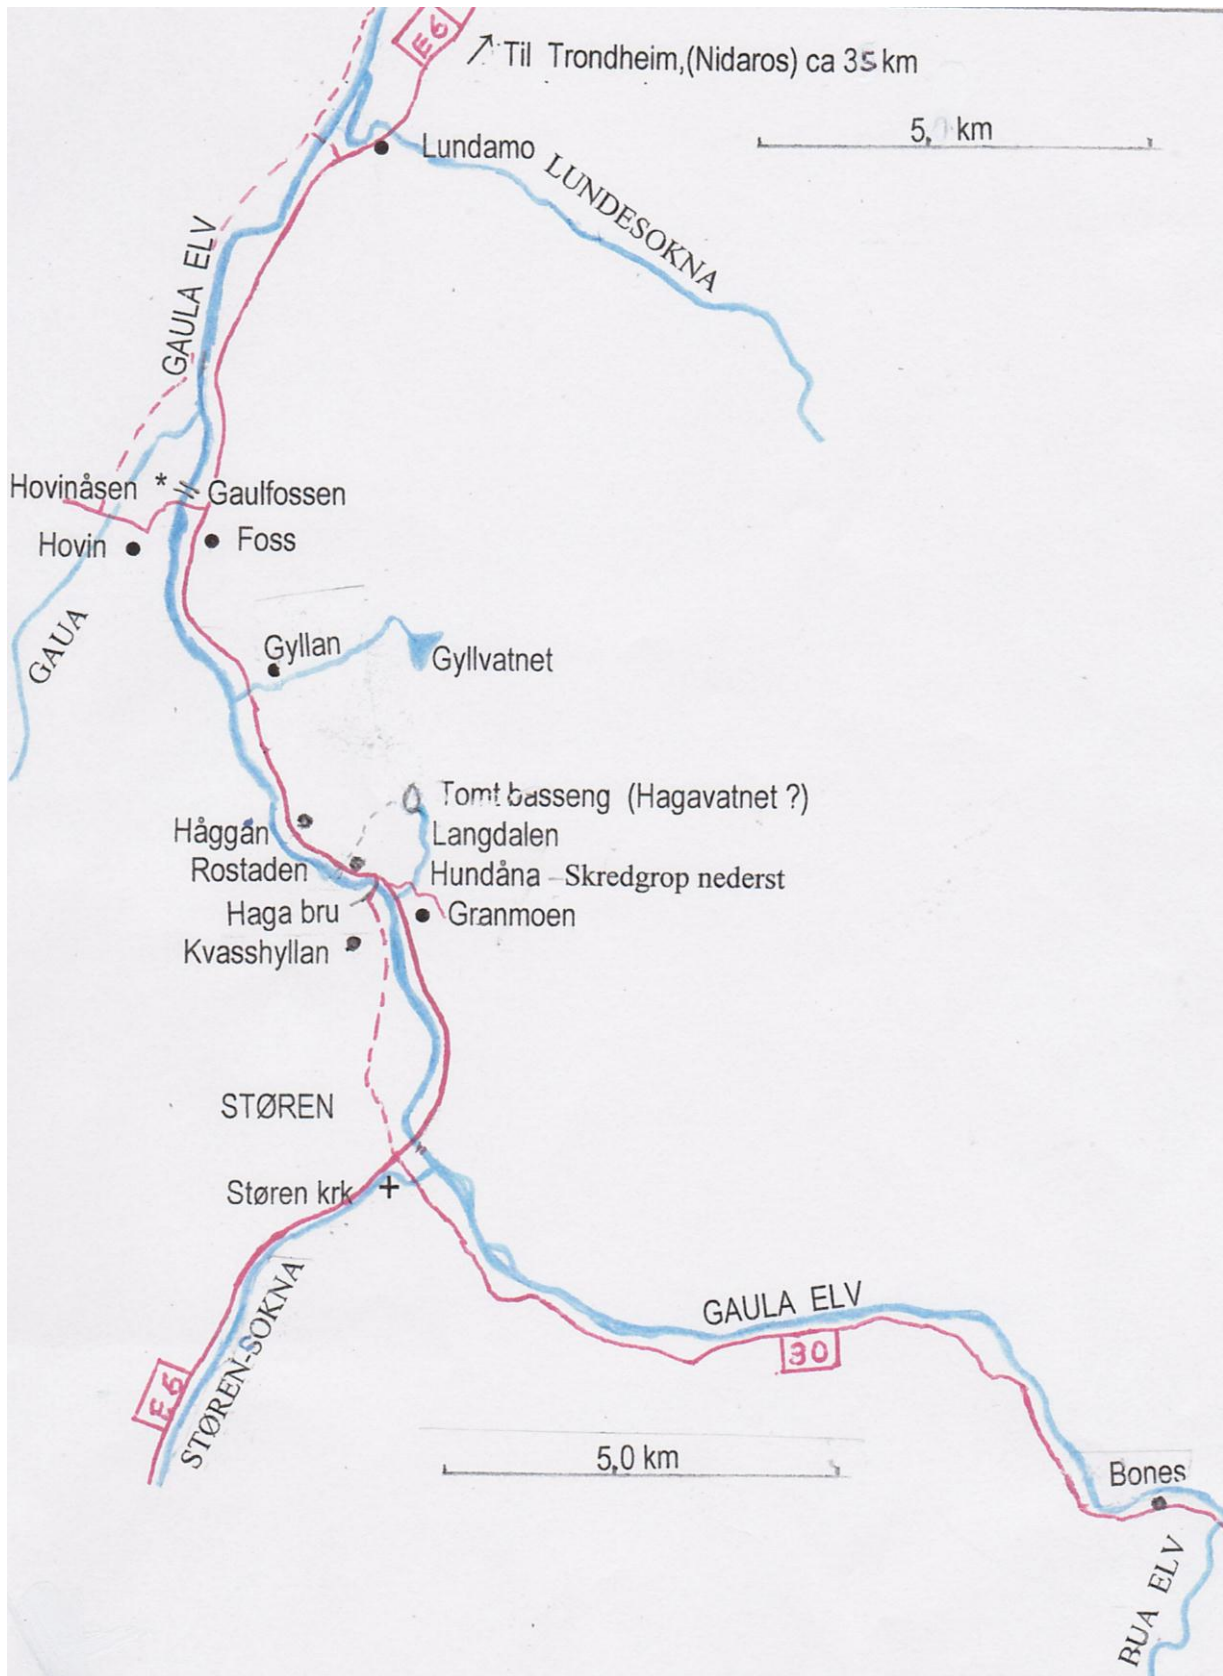 E6
Til Trondheim,(Nidaros) ca 35 km
5, km
Lundamo
LUNDESOKNA
GAULA ELV
Hovinåsen *
Gaulfossen
Hovin
Foss
GAUA
Gyllan
Gyllvatnet
Tomt basseng (Hagavatnet ?)
Håggån
Langdalen
Rostaden
Hundåna - Skredgrop nederst
Haga bru
Granmoen
Kvasshyllan
STØREN
Støren krk
STØREN-SOKNA
GAULA ELV
30
E6
5,0 km
Bones
BUA ELV